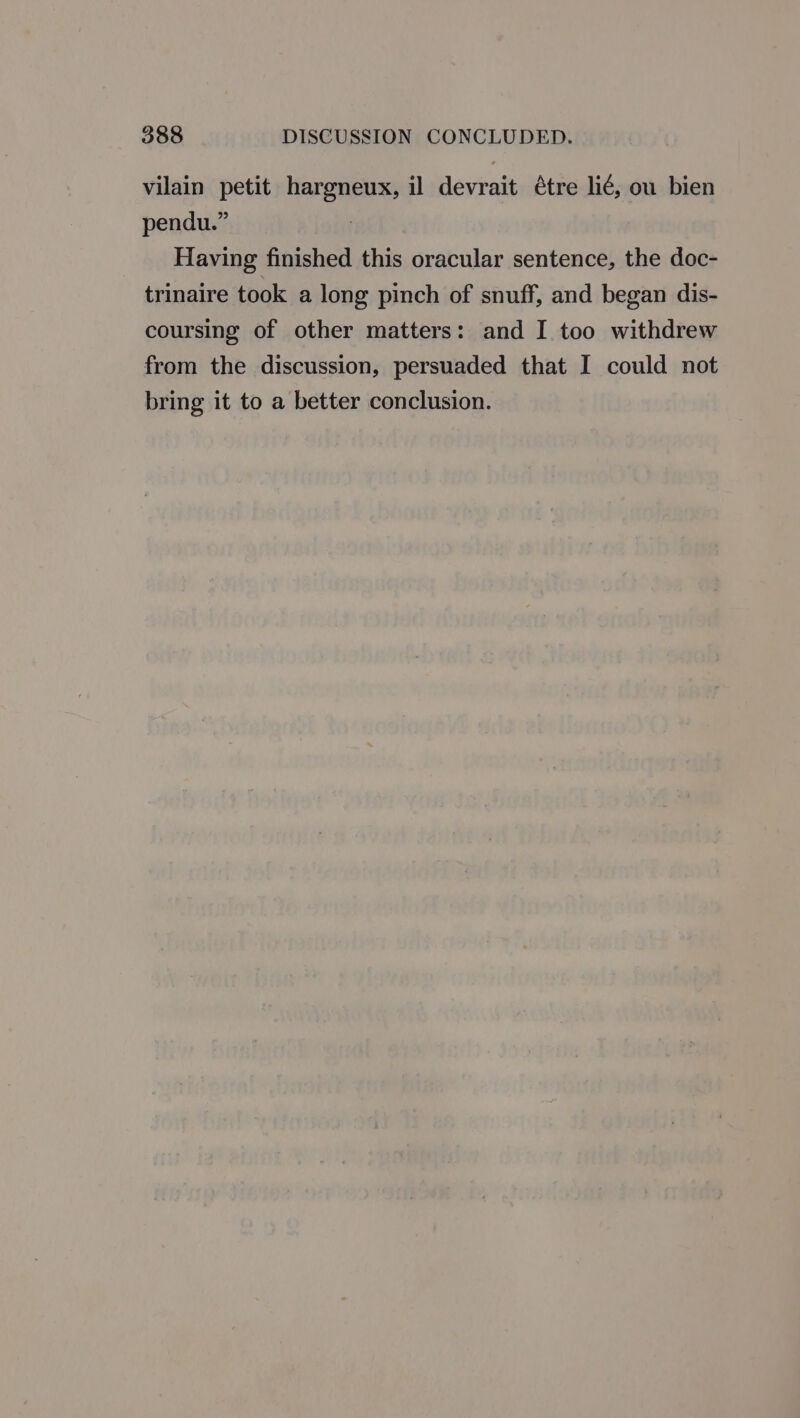 388 DISCUSSION CONCLUDED.
vilain petit hargneux, il devrait être lié, ou bien
pendu.”
Having finished this oracular sentence, the doc-
trinaire took a long pinch of snuff, and began dis-
coursing of other matters: and I too withdrew
from the discussion, persuaded that I could not
bring it to a better conclusion.